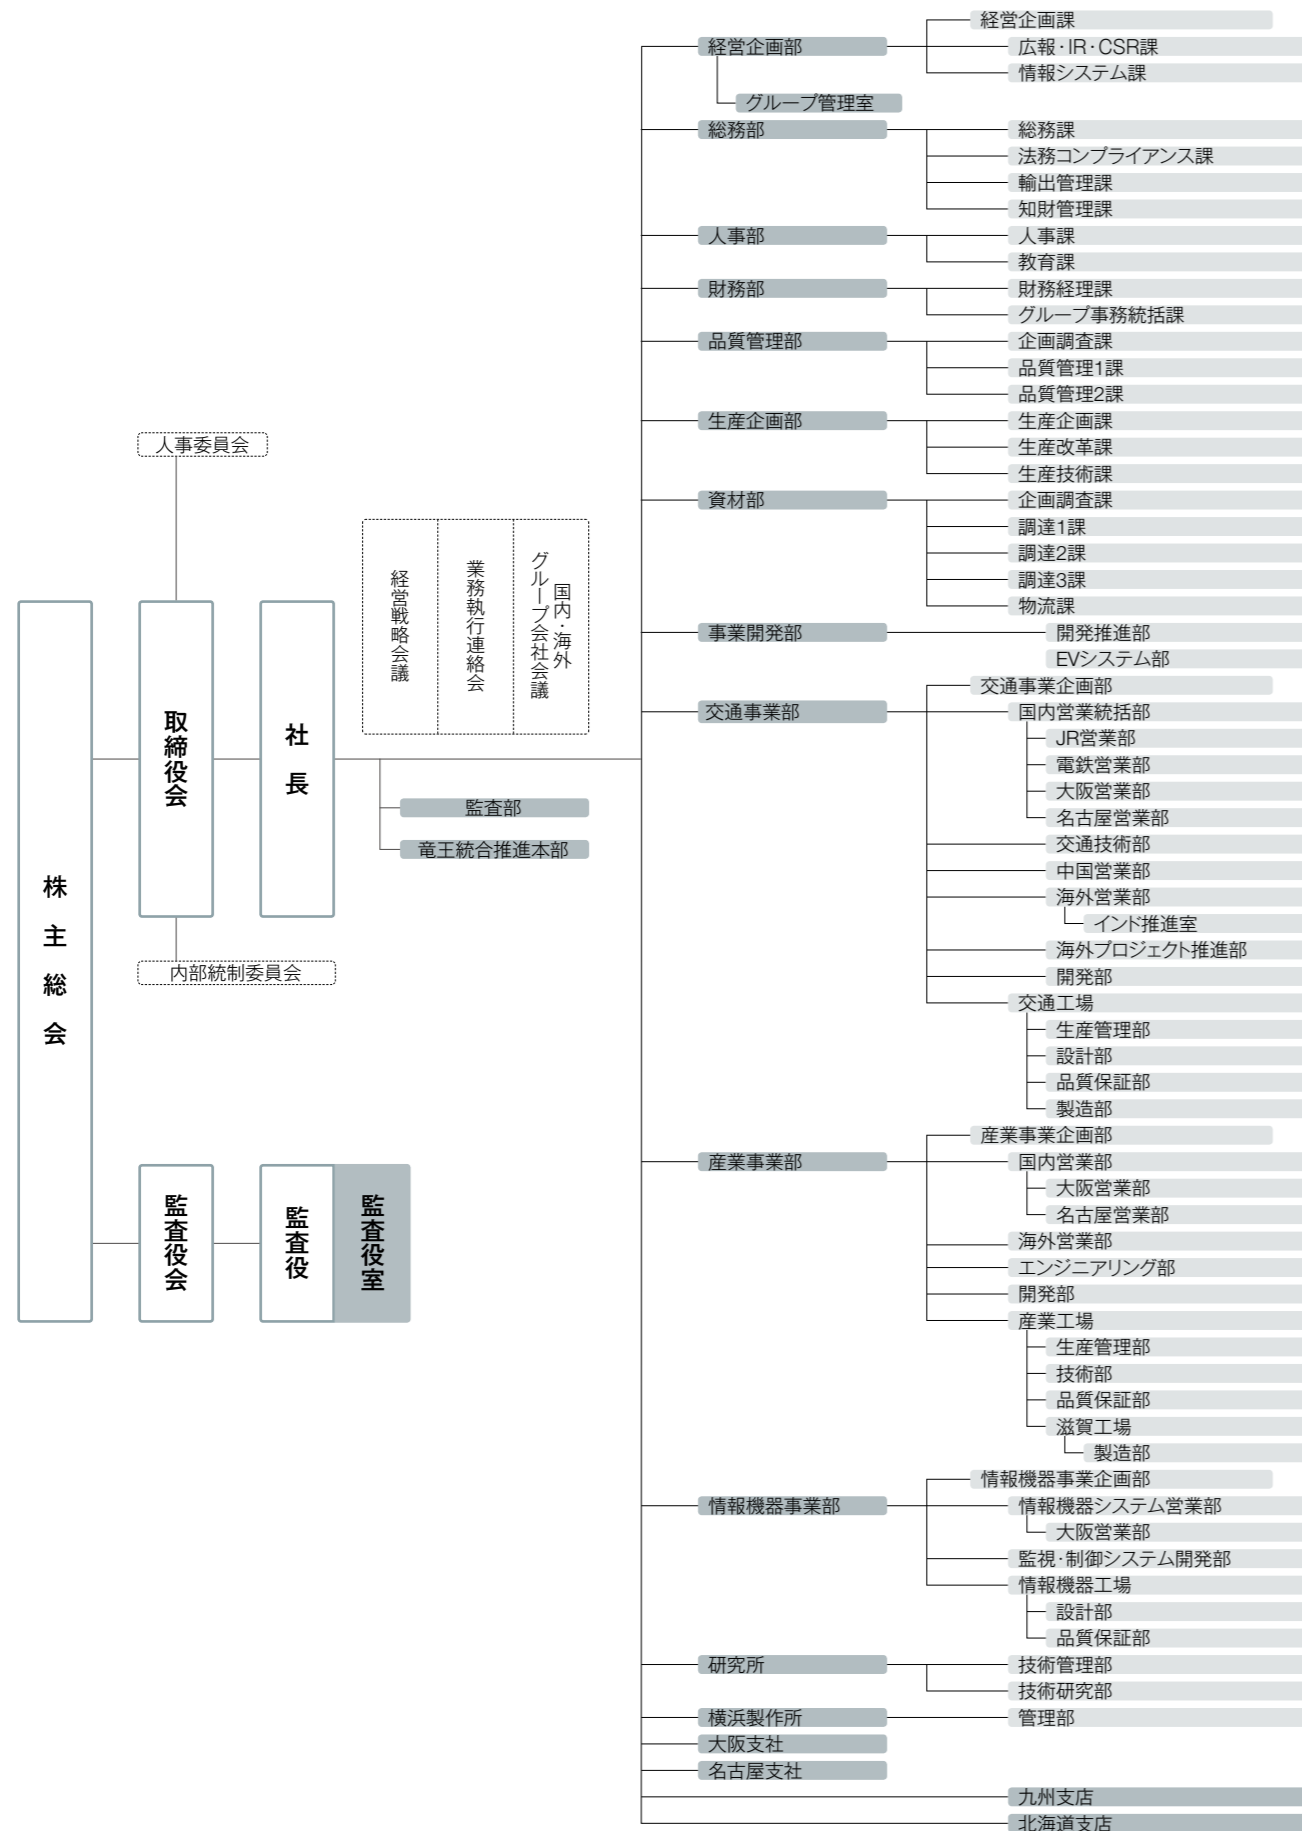 株主総会
取締役会
人事委員会
内部統制委員会
社長
経営戦略会議
業務執行連絡会
国内・海外
グループ会社会議
監査部
竜王統合推進本部
監査役会
監査役
監査役室
経営企画部
グループ管理室
経営企画課
広報・IR・CSR課
情報システム課
総務部
総務課
法務コンプライアンス課
輸出管理課
知財管理課
人事部
人事課
教育課
財務部
財務経理課
グループ事務統括課
品質管理部
企画調査課
品質管理1課
品質管理2課
生産企画部
生産企画課
生産改革課
生産技術課
資材部
企画調査課
調達1課
調達2課
調達3課
物流課
事業開発部
開発推進部
EVシステム部
交通事業部
交通事業企画部
国内営業統括部
JR営業部
電鉄営業部
大阪営業部
名古屋営業部
交通技術部
中国営業部
海外営業部
インド推進室
海外プロジェクト推進部
開発部
交通工場
生産管理部
設計部
品質保証部
製造部
産業事業部
産業事業企画部
国内営業部
大阪営業部
名古屋営業部
海外営業部
エンジニアリング部
開発部
産業工場
生産管理部
技術部
品質保証部
滋賀工場
製造部
情報機器事業部
情報機器事業企画部
情報機器システム営業部
大阪営業部
監視・制御システム開発部
情報機器工場
設計部
品質保証部
研究所
技術管理部
技術研究部
横浜製作所
管理部
大阪支社
名古屋支社
九州支店
北海道支店